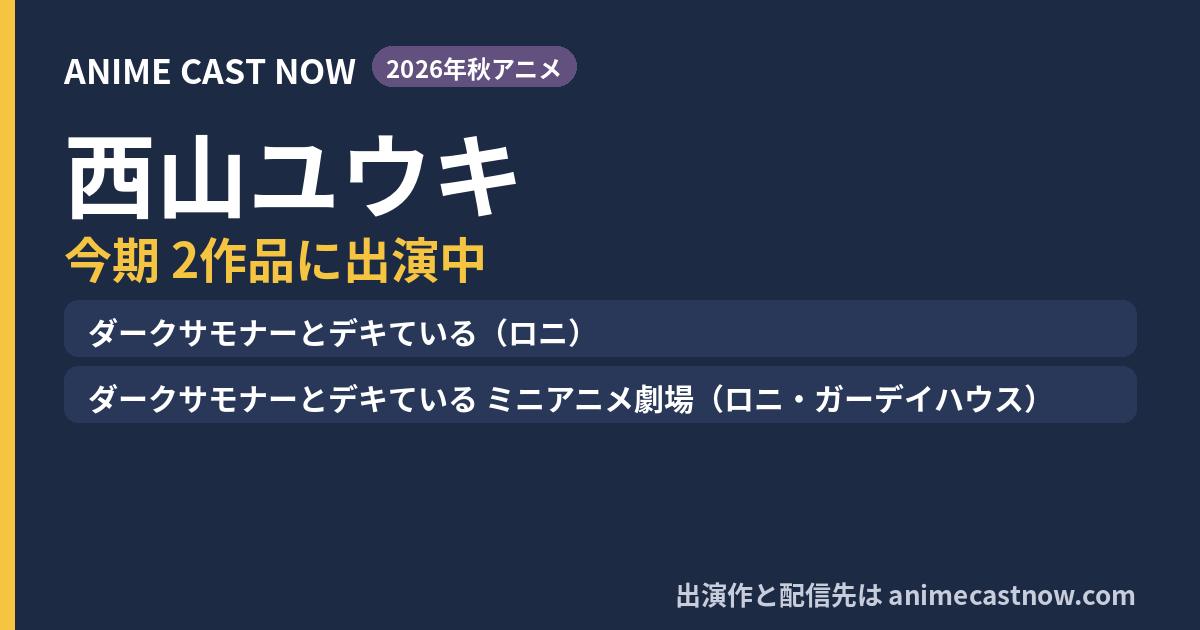 ANIME CAST NOW 2026年秋アニメ
西山ユウキ
今期 2作品に出演中
ダークサモナーとデキている（ロニ）
ダークサモナーとデキている ミニアニメ劇場（ロニ・ガーデイハウス）
出演作と配信先は animecastnow.com